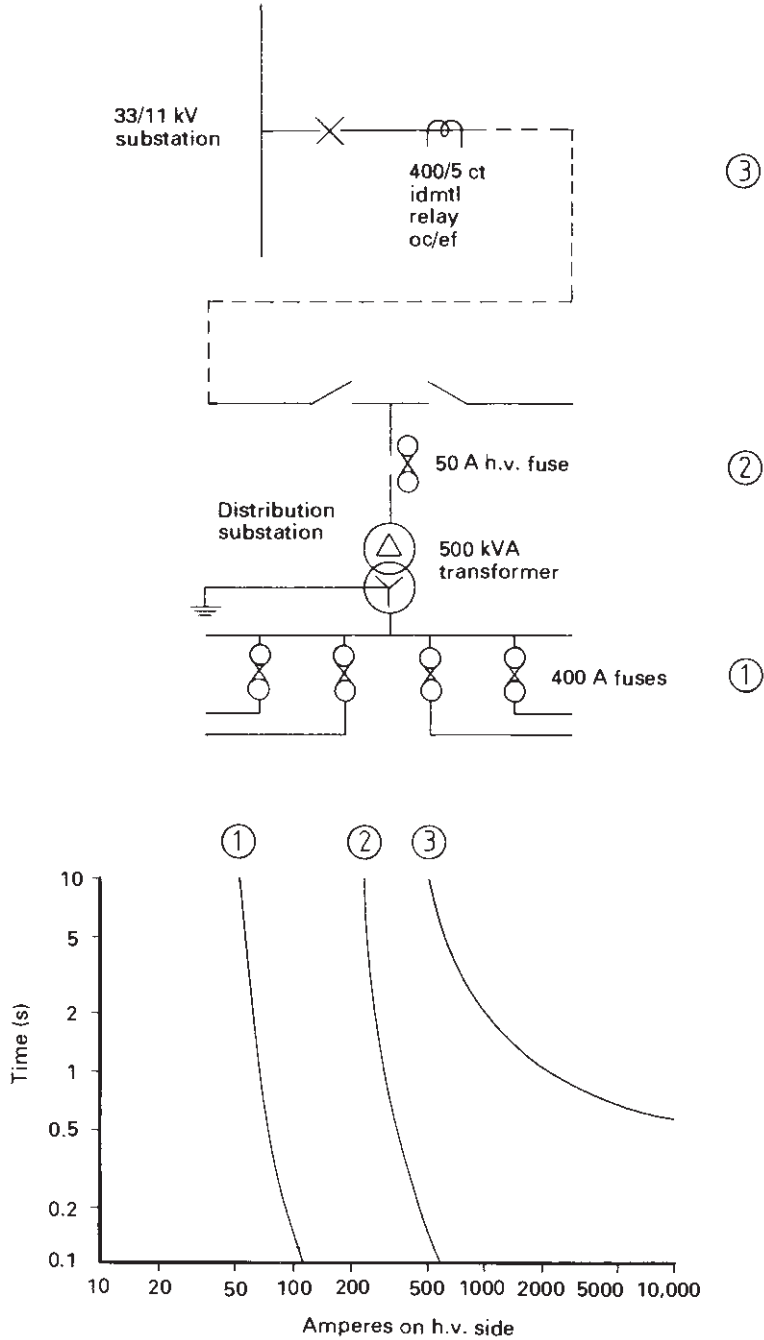 33/11 kV
substation
400/5 ct
idmtl
relay
oc/ef
3
50 A h.v. fuse
2
Distribution
substation
500 kVA
transformer
400 A fuses
1
1
2
3
10
5
2
1
0.5
0.2
0.1
Time (s)
10
20
50
100
200
500
1000
2000
5000
10,000
Amperes on h.v. side